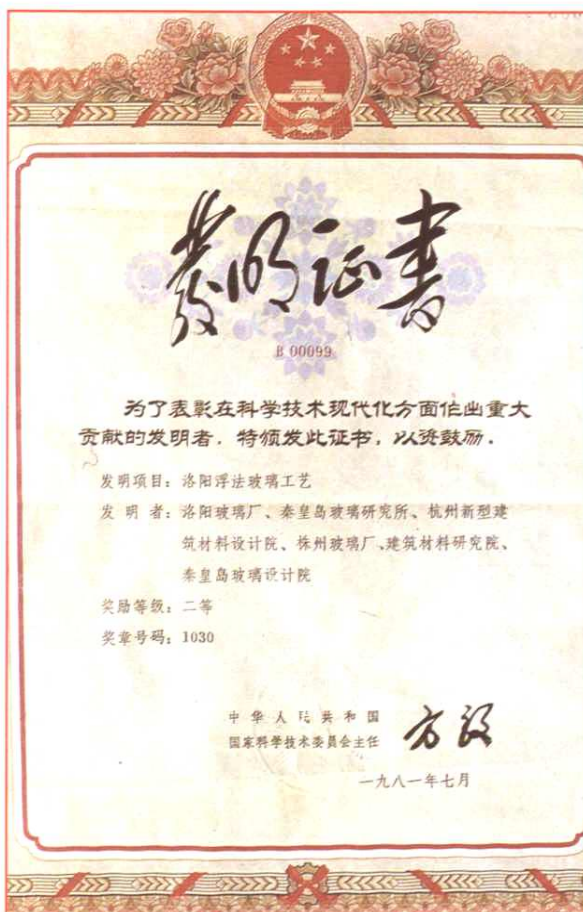 發明证书
B 00099
为了表彰在科学技术现代化方面作出重大
贡献的发明者，特颁发此证书，以资鼓励．
发明项目：洛阳浮法玻璃工艺
发 明 者：洛阳玻璃厂、秦皇岛玻璃研究所、杭州新型建
筑材料设计院、株州玻璃厂、建筑材料研究院、
秦皇岛玻璃设计院
奖励等级：二等
奖章号码：1030
中 华 人 民 共 和 国
国家科学技术委员会主任 方毅
一九八一年七月